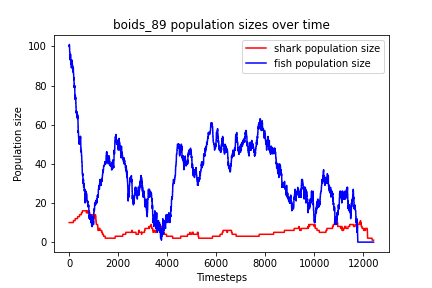 boids_89 population sizes over time
shark population size
fish population size
Population size
100
80
60
40
20
0
0 2000 4000 6000 8000 10000 12000
Timesteps